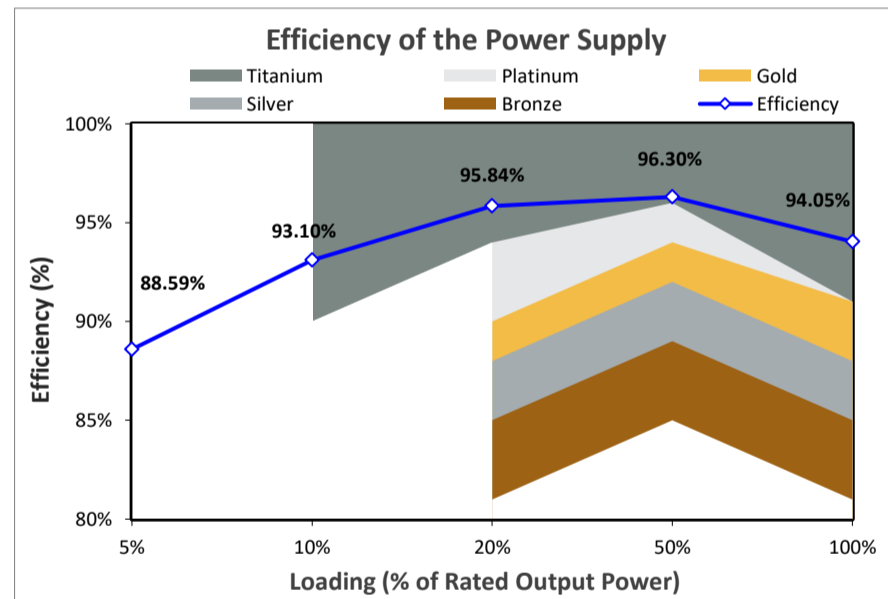 Efficiency of the Power Supply
Titanium Platinum Gold
Silver Bronze Efficiency
100%
96.30%
95.84%
94.05%
95%
93.10%
88.59%
90%
85%
80%
5% 10% 20% 50% 100%
Efficiency (%)
Loading (% of Rated Output Power)